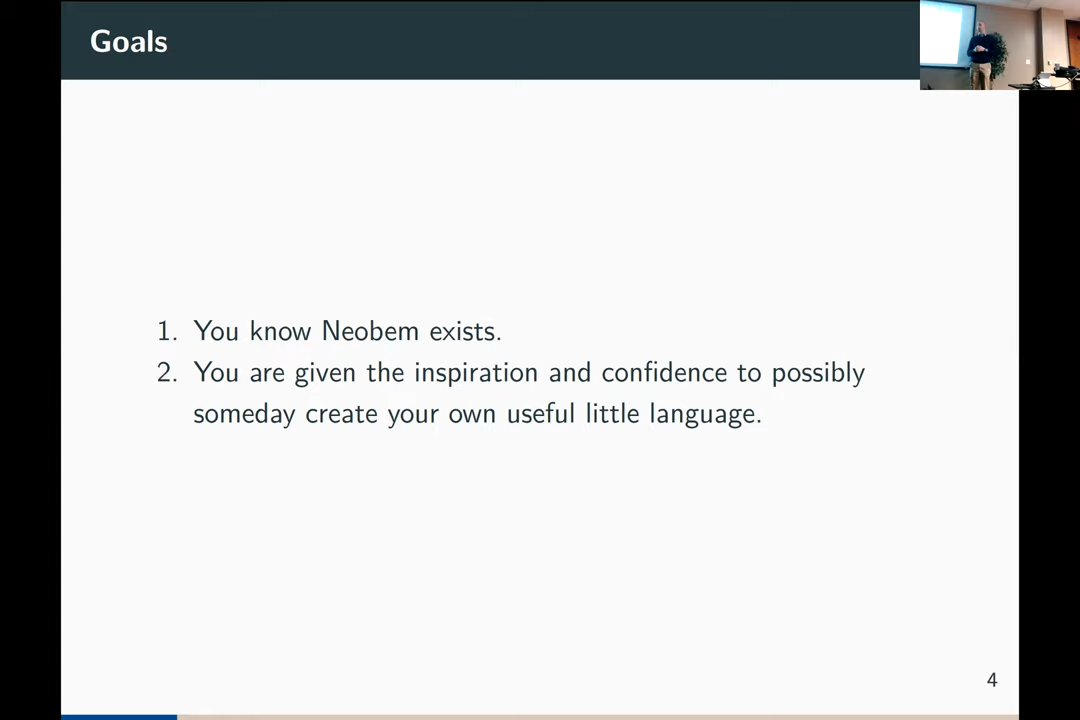 Goals
1. You know Neobem exists.
2. You are given the inspiration and confidence to possibly
someday create your own useful little language.
4